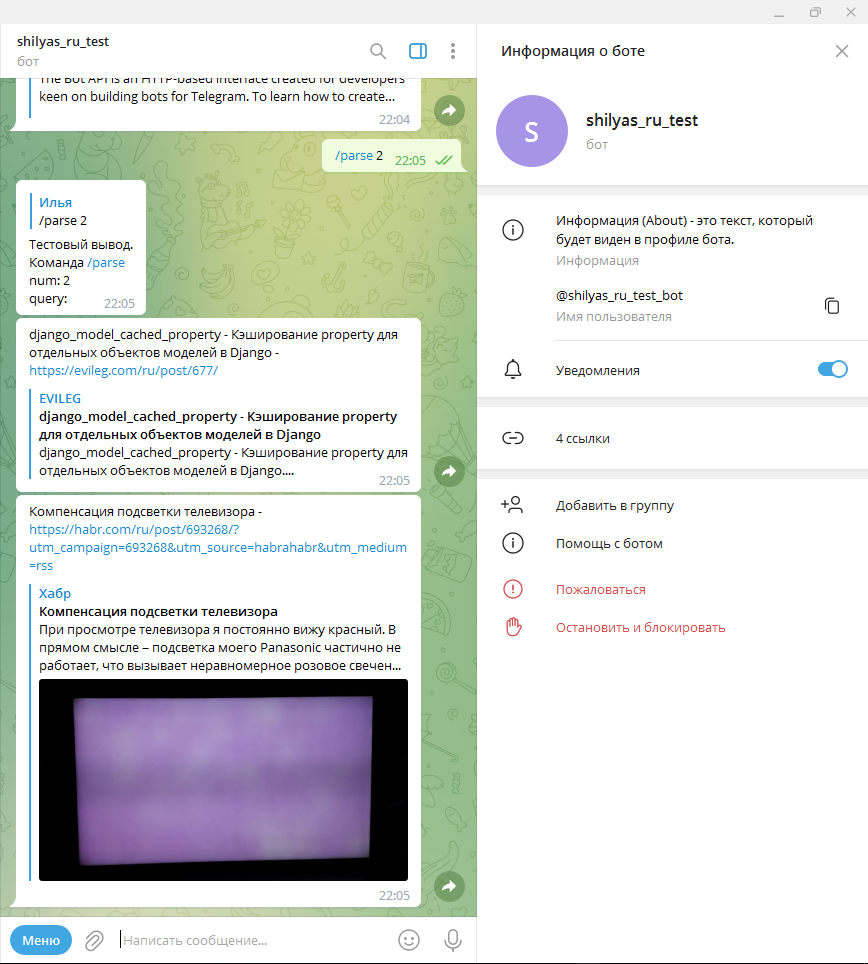 shilyas_ru_test
бот
The Bot API is an HTTP-based interface created for developers
keen on building bots for Telegram. To learn how to create...
22:04
/parse 2 22:05
Илья
/parse 2
Тестовый вывод.
Команда /parse
num: 2
query:
22:05
django_model_cached_property - Кэширование property для
отдельных объектов моделей в Django -
https://evileg.com/ru/post/677/
EVILEG
django_model_cached_property - Кэширование property
для отдельных объектов моделей в Django
django_model_cached_property - Кэширование property для
отдельных объектов моделей в Django....
22:05
Компенсация подсветки телевизора -
https://habr.com/ru/post/693268/?
utm_campaign=693268&utm_source=habrahabr&utm_medium
=rss
Хабр
Компенсация подсветки телевизора
При просмотре телевизора я постоянно вижу красный. В
прямом смысле – подсветка моего Panasonic частично не
работает, что вызывает неравномерное розовое свечен...
22:05
Меню
Написать сообщение...
Информация о боте
S
shilyas_ru_test
бот
Информация (About) - это текст, который
будет виден в профиле бота.
Информация
@shilyas_ru_test_bot
Имя пользователя
Уведомления
4 ссылки
Добавить в группу
Помощь с ботом
Пожаловаться
Остановить и блокировать